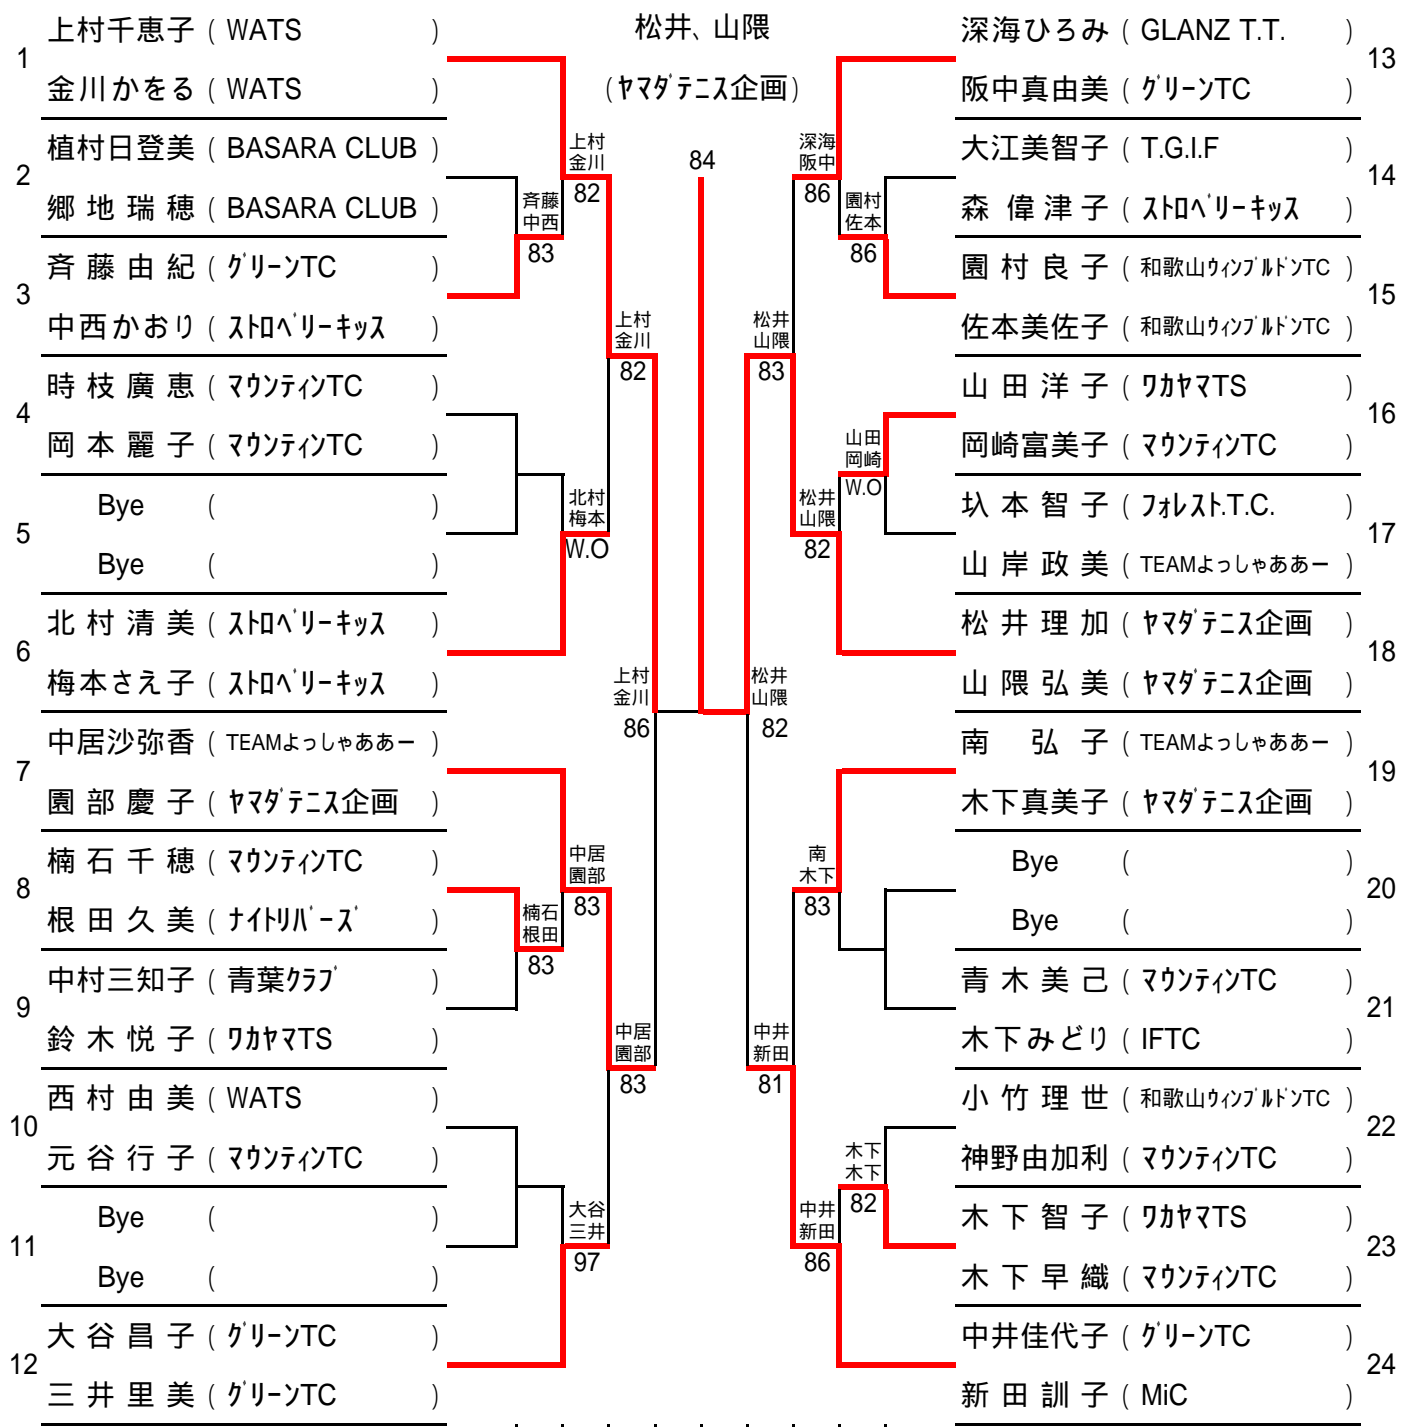 松井、山隈
(ヤマダテニス企画)
84
1
上村千恵子 ( WATS )
金川かをる ( WATS )
2
植村日登美 ( BASARA CLUB )
郷地瑞穂 ( BASARA CLUB )
3
斉藤由紀 ( グリーンTC )
中西かおり ( ストロベリーキッス )
4
時枝廣恵 ( マウンティンTC )
岡本麗子 ( マウンティンTC )
5
Bye ( )
Bye ( )
6
北村清美 ( ストロベリーキッス )
梅本さえ子 ( ストロベリーキッス )
7
中居沙弥香 ( TEAMよっしゃああー )
園部慶子 ( ヤマダテニス企画 )
8
楠石千穂 ( マウンティンTC )
根田久美 ( ナイトリバーズ )
9
中村三知子 ( 青葉クラブ )
鈴木悦子 ( ワカヤマTS )
10
西村由美 ( WATS )
元谷行子 ( マウンティンTC )
11
Bye ( )
Bye ( )
12
大谷昌子 ( グリーンTC )
三井里美 ( グリーンTC )
斉藤
中西
83
楠石
根田
83
上村
金川
82
北村
梅本
W.O
中居
園部
83
大谷
三井
97
上村
金川
82
中居
園部
83
上村
金川
86
松井
山隈
82
松井
山隈
83
中井
新田
81
深海
阪中
86
松井
山隈
82
南
木下
83
中井
新田
86
園村
佐本
86
山田
岡崎
W.O
木下
木下
82
深海ひろみ ( GLANZ T.T. )
阪中真由美 ( グリーンTC )
13
大江美智子 ( T.G.I.F )
森偉津子 ( ストロベリーキッス )
14
園村良子 ( 和歌山ウィンブルドンTC )
佐本美佐子 ( 和歌山ウィンブルドンTC )
15
山田洋子 ( ワカヤマTS )
岡崎富美子 ( マウンティンTC )
16
圦本智子 ( フォレストT.C. )
山岸政美 ( TEAMよっしゃああー )
17
松井理加 ( ヤマダテニス企画 )
山隈弘美 ( ヤマダテニス企画 )
18
南弘子 ( TEAMよっしゃああー )
木下真美子 ( ヤマダテニス企画 )
19
Bye ( )
Bye ( )
20
青木美己 ( マウンティンTC )
木下みどり ( IFTC )
21
小竹理世 ( 和歌山ウィンブルドンTC )
神野由加利 ( マウンティンTC )
22
木下智子 ( ワカヤマTS )
木下早織 ( マウンティンTC )
23
中井佳代子 ( グリーンTC )
新田訓子 ( MiC )
24